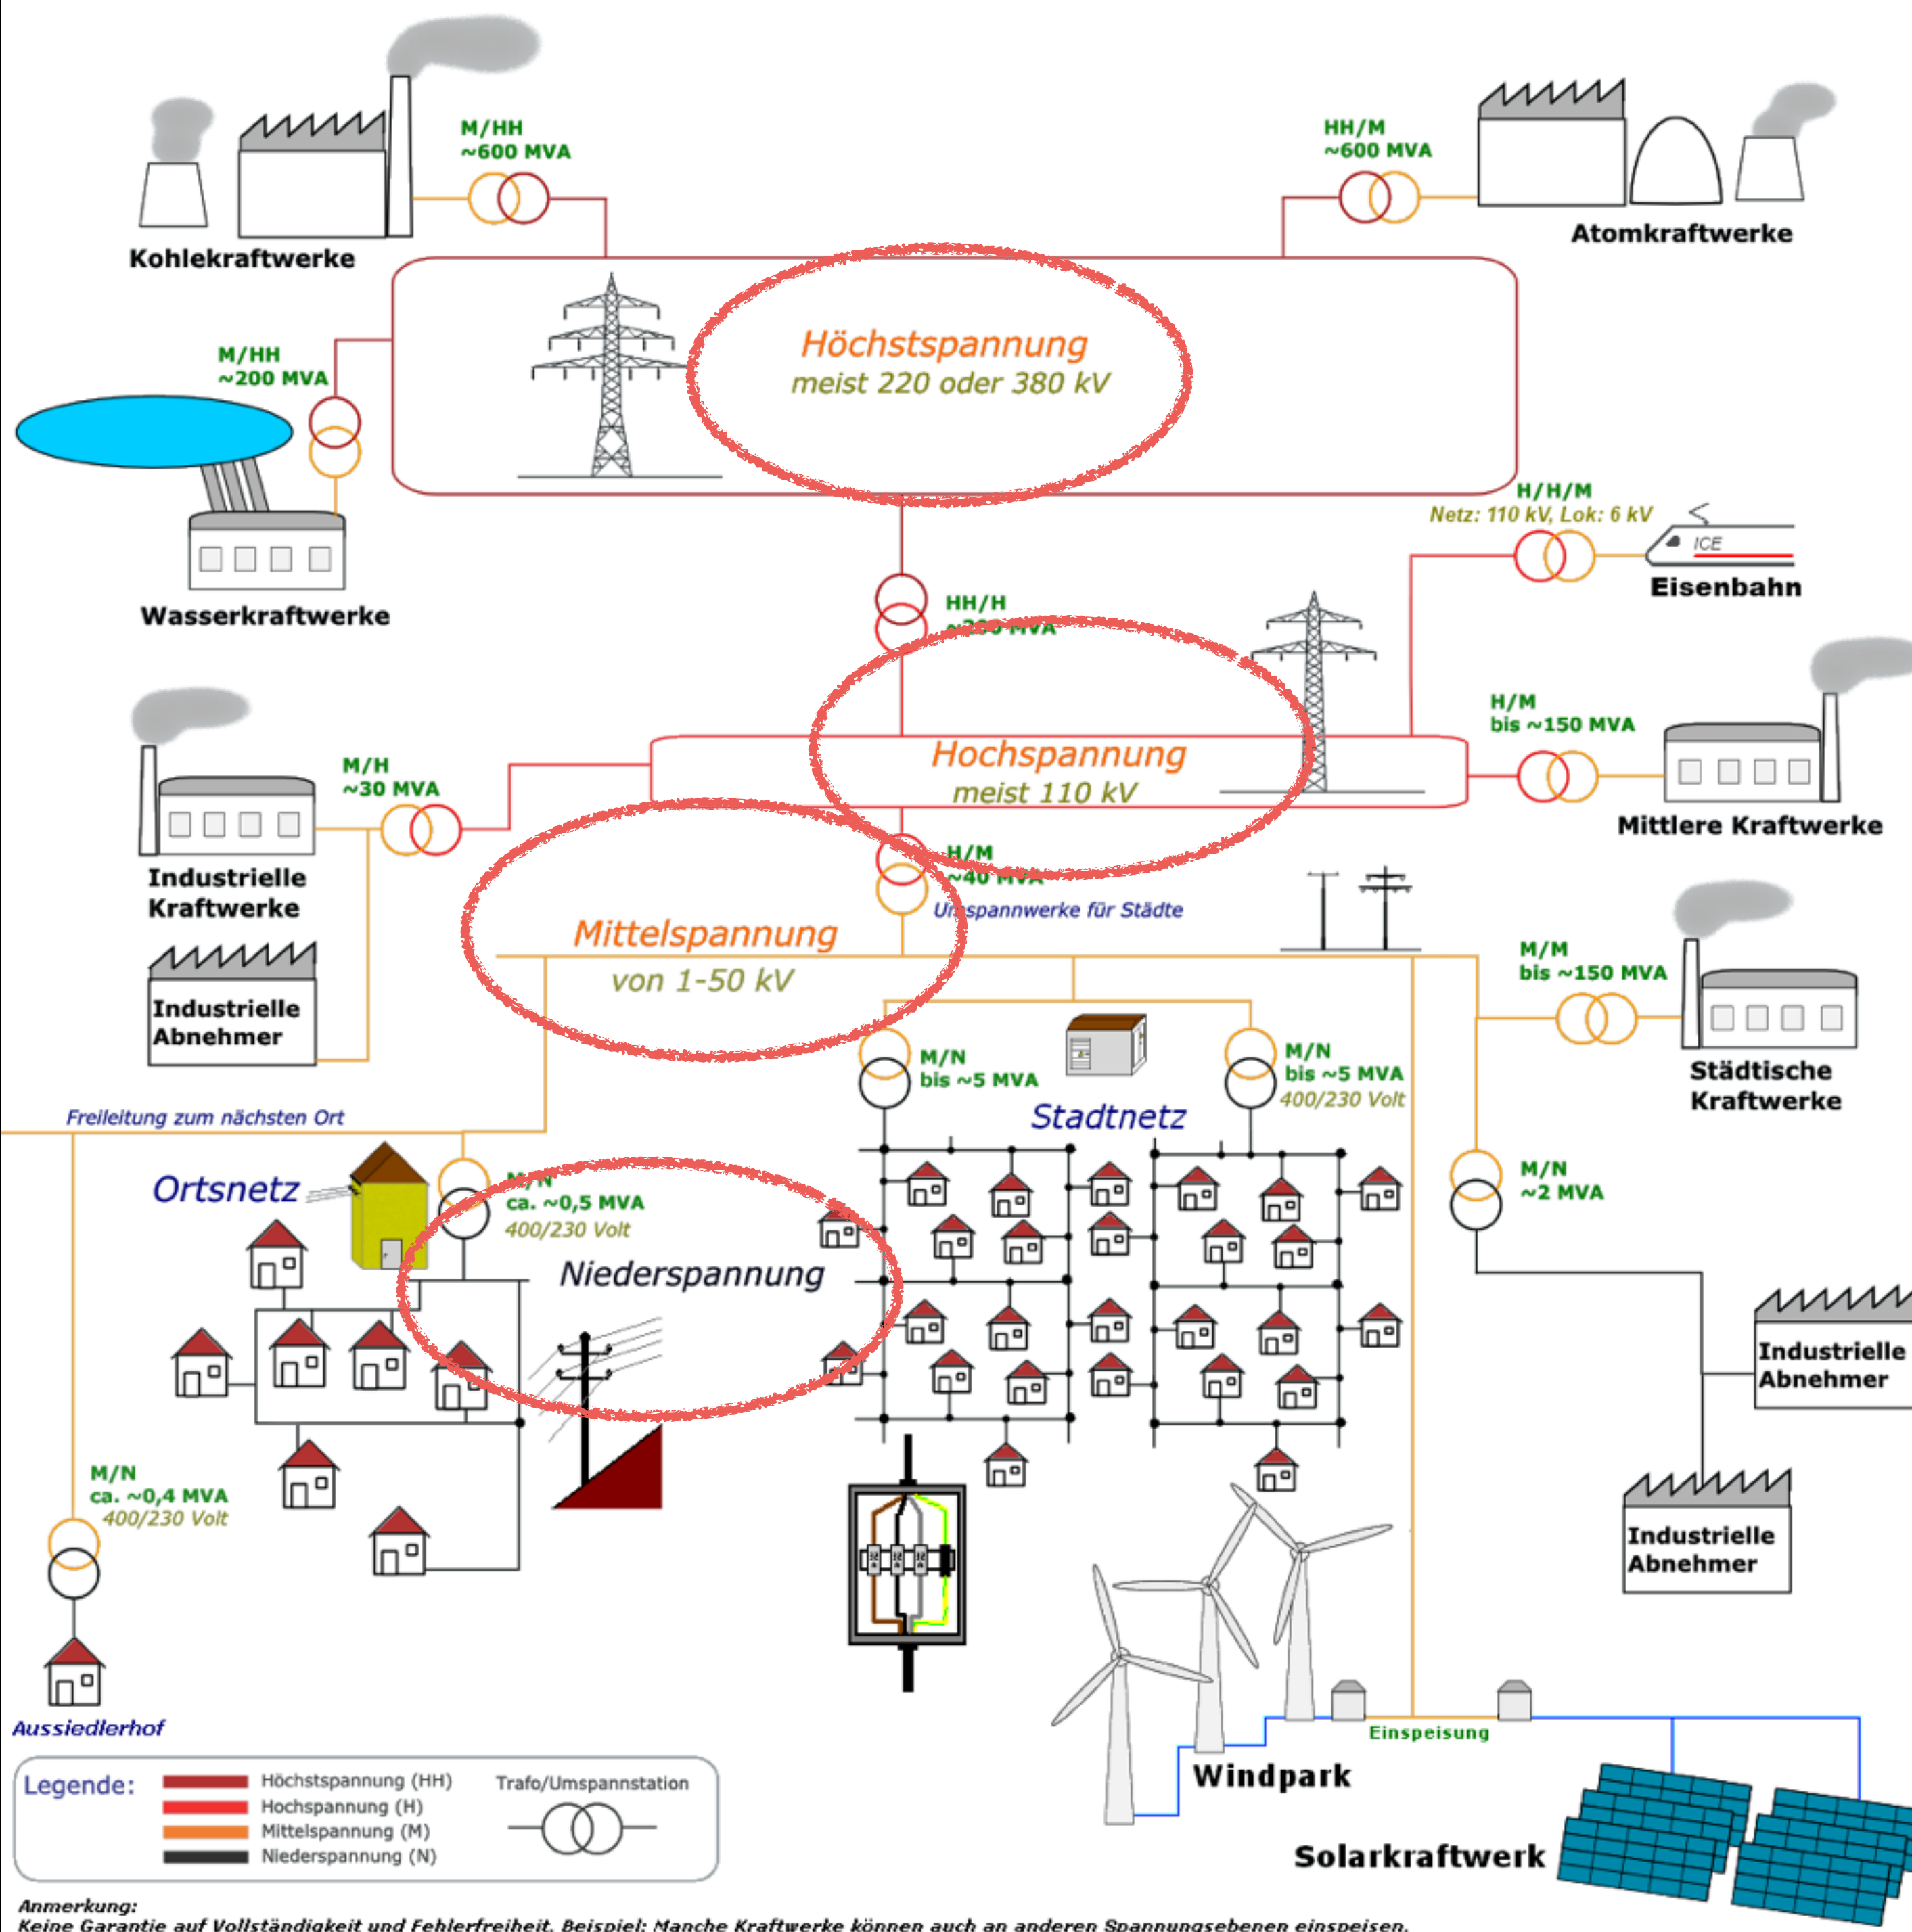 M/HH
~600 MVA
HH/M
~600 MVA
Kohlekraftwerke
Atomkraftwerke
Höchstspannung
meist 220 oder 380 kV
M/HH
~200 MVA
Wasserkraftwerke
H/H/M
Netz: 110 kV, Lok: 6 kV
ICE
Eisenbahn
HH/H
MVA
H/M
bis ~150 MVA
Mittlere Kraftwerke
M/H
~30 MVA
Hochspannung
meist 110 kV
Industrielle
Kraftwerke
H/M
~40 MVA
Umspannwerke für Städte
Mittelspannung
von 1-50 kV
M/M
bis ~150 MVA
Städtische
Kraftwerke
Industrielle
Abnehmer
M/N
bis ~5 MVA
M/N
bis ~5 MVA
400/230 Volt
Stadtnetz
Freileitung zum nächsten Ort
Ortsnetz
M/N
ca. ~0,5 MVA
400/230 Volt
Niederspannung
M/N
~2 MVA
Industrielle
Abnehmer
Industrielle
Abnehmer
M/N
ca. ~0,4 MVA
400/230 Volt
Aussiedlerhof
Einspeisung
Windpark
Solarkraftwerk
Legende:
Höchstspannung (HH)
Hochspannung (H)
Mittelspannung (M)
Niederspannung (N)
Trafo/Umspannstation
Anmerkung:
Keine Garantie auf Vollständigkeit und Fehlerfreiheit. Beispiel: Manche Kraftwerke können auch an anderen Spannungsebenen einspeisen.